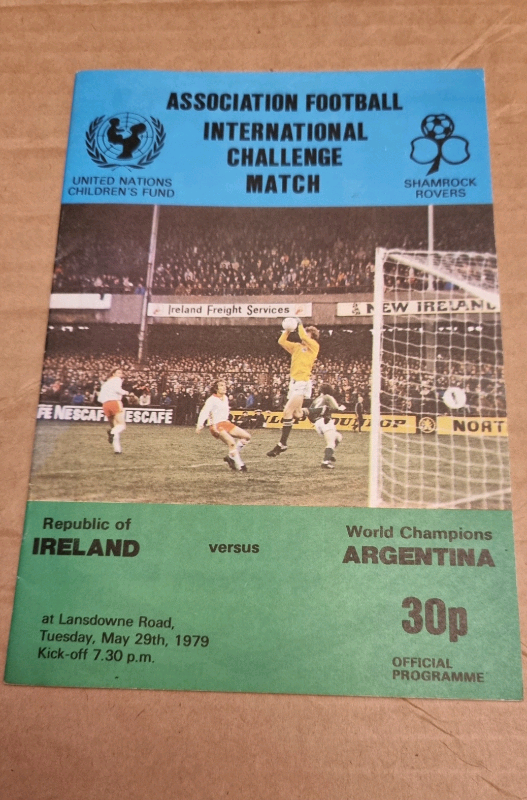 ASSOCIATION FOOTBALL
INTERNATIONAL
CHALLENGE
MATCH
UNITED NATIONS
CHILDREN'S FUND
SHAMROCK
ROVERS
Ireland Freight Services
NEW IRELAND
NESCAFE
NESCAFE
DUNLOP
DUNLOP
NORT
Republic of
IRELAND
versus
World Champions
ARGENTINA
at Lansdowne Road,
Tuesday, May 29th, 1979
Kick-off 7.30 p.m.
30p
OFFICIAL
PROGRAMME